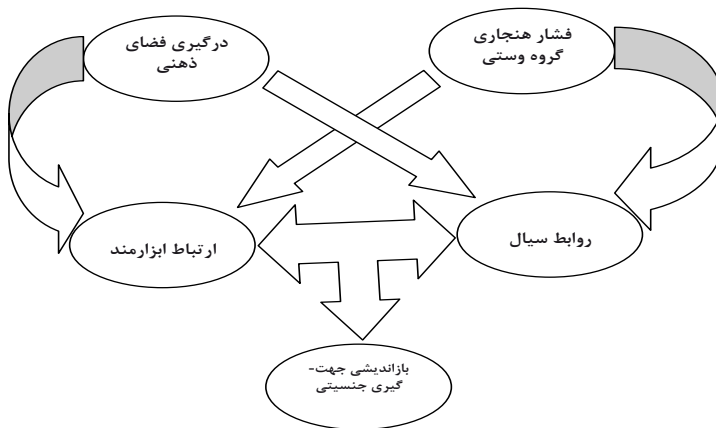 فشار هنجاری
گروه وستی
درگیری فضای
ذهنی
روابط سیال
ارتباط ابزارمند
بازاندیشی جهت-
گیری جنسیتی